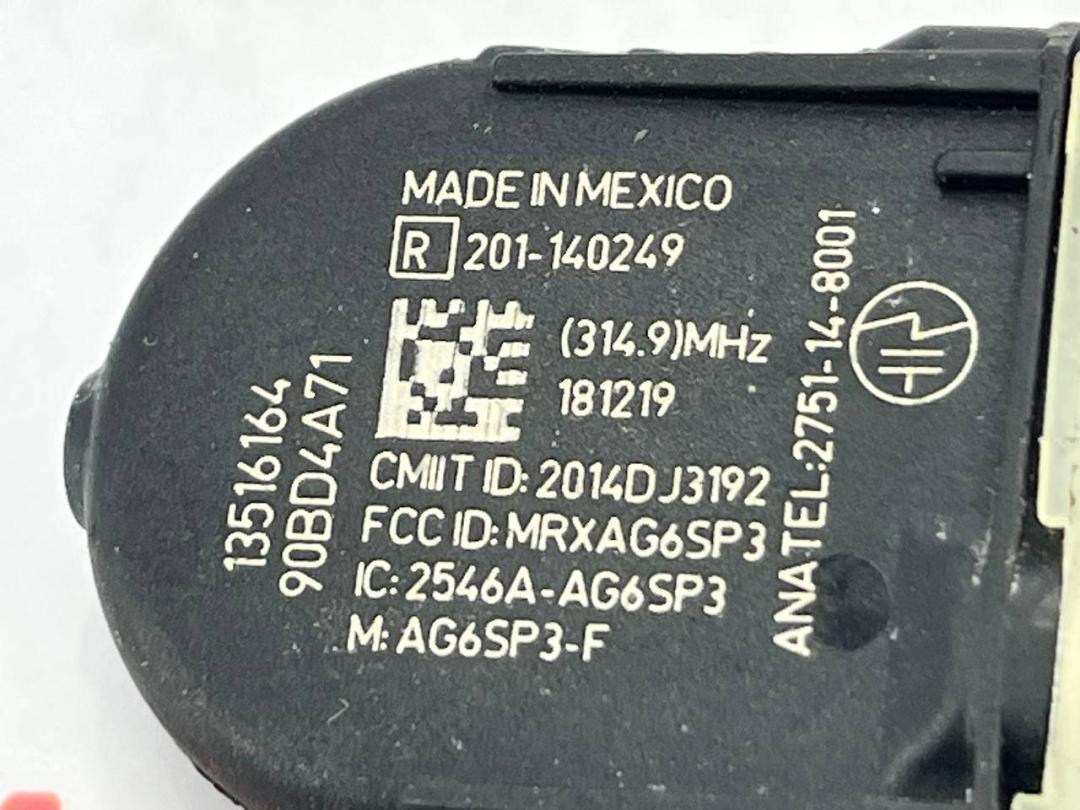 MADE IN MEXICO
R 201-140249
(314.9)MHz
181219
CMIIT ID: 2014DJ3192
FCC ID: MRXAG6SP3
IC: 2546A-AG6SP3
M: AG6SP3-F
13516164
90BD4A71
ANATEL:2751-14-8001